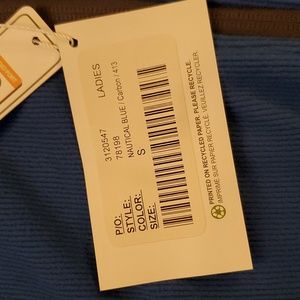 LADIES
P/O: 3120547
STYLE: 78198
COLOR: NAUTICAL BLUE / Carbon / 413
SIZE: S
PRINTED ON RECYCLED PAPER. PLEASE RECYCLE.
IMPRIMÉ SUR PAPIER RECYCLÉ. VEUILLEZ RECYCLER.